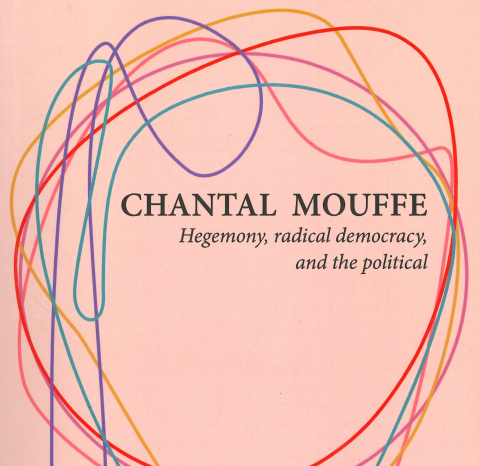 CHANTAL MOUFFE
Hegemony, radical democracy,
and the political